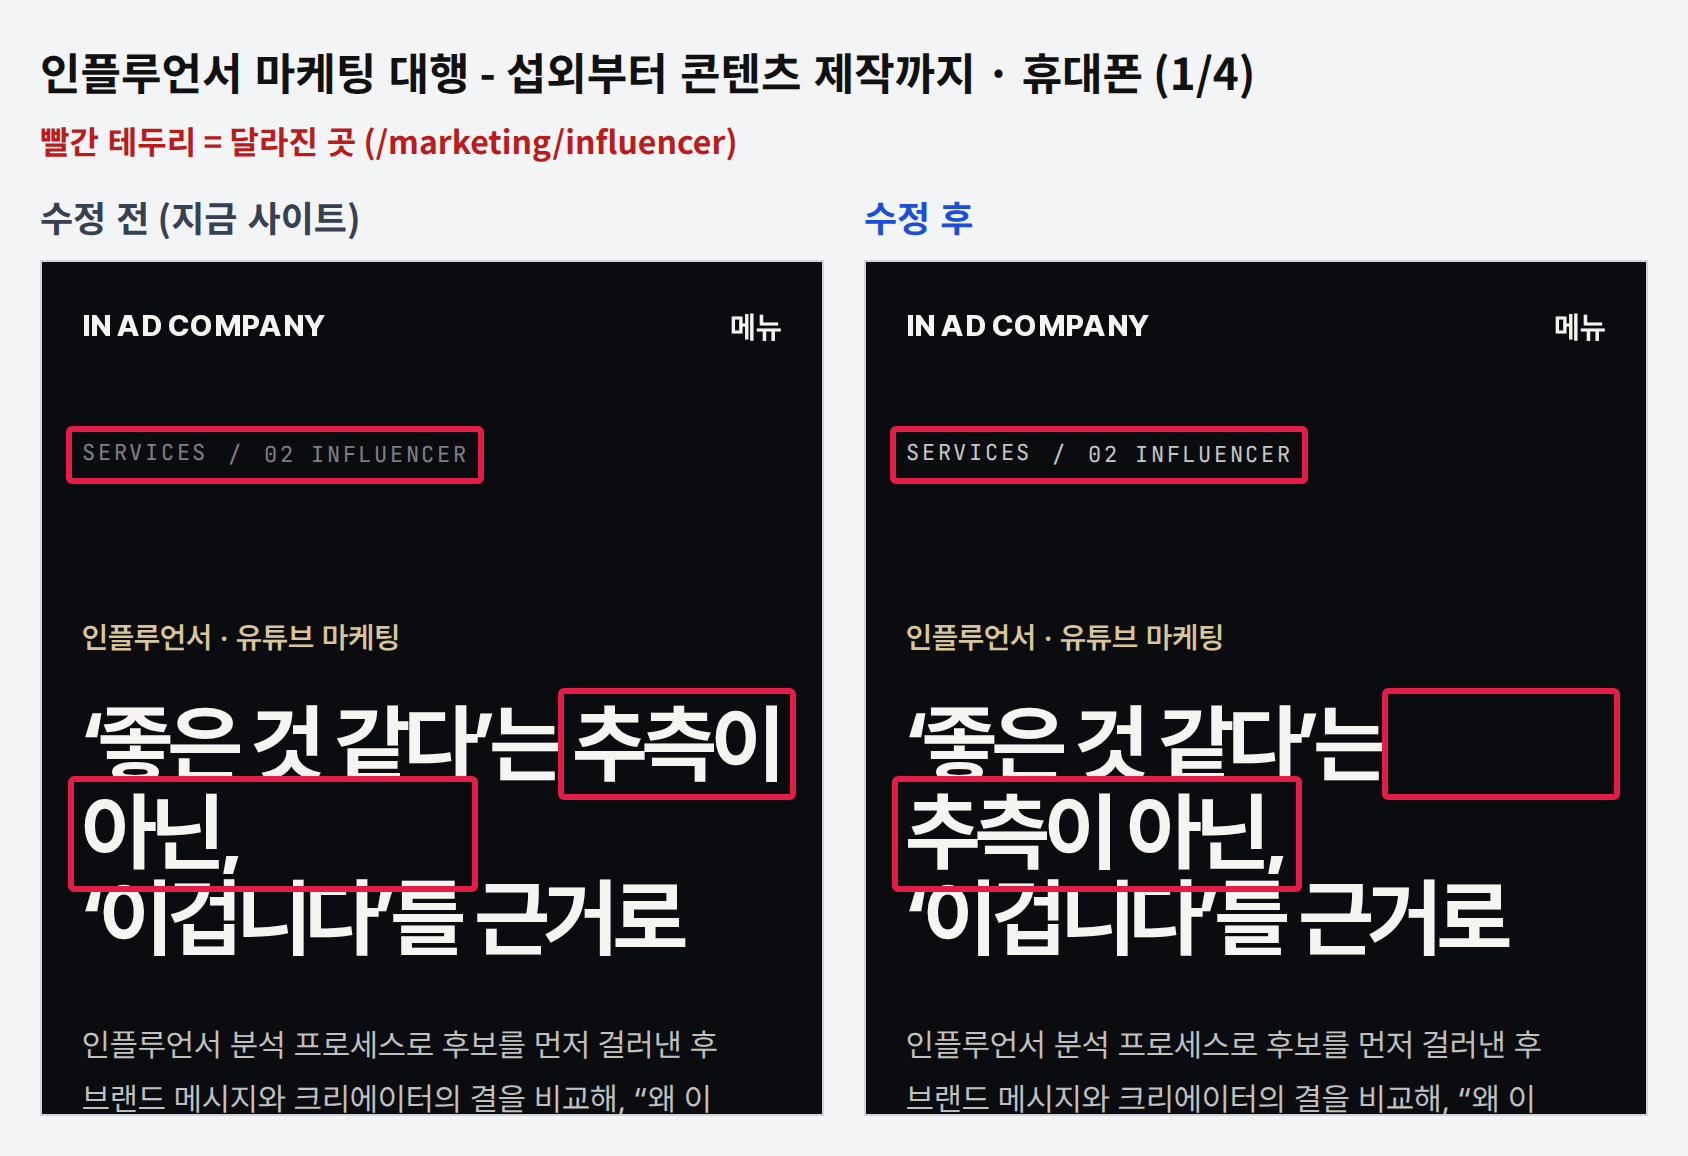 인플루언서 마케팅 대행 - 섭외부터 콘텐츠 제작까지 · 휴대폰 (1/4)
빨간 테두리 = 달라진 곳 (/marketing/influencer)
수정 전 (지금 사이트)
IN AD COMPANY
메뉴
SERVICES / 02 INFLUENCER
인플루언서 · 유튜브 마케팅
‘좋은 것 같다’는 추측이
아닌,
‘이겁니다’를 근거로
인플루언서 분석 프로세스로 후보를 먼저 걸러낸 후
브랜드 메시지와 크리에이터의 결을 비교해, “왜 이
수정 후
IN AD COMPANY
메뉴
SERVICES / 02 INFLUENCER
인플루언서 · 유튜브 마케팅
‘좋은 것 같다’는
추측이 아닌,
‘이겁니다’를 근거로
인플루언서 분석 프로세스로 후보를 먼저 걸러낸 후
브랜드 메시지와 크리에이터의 결을 비교해, “왜 이